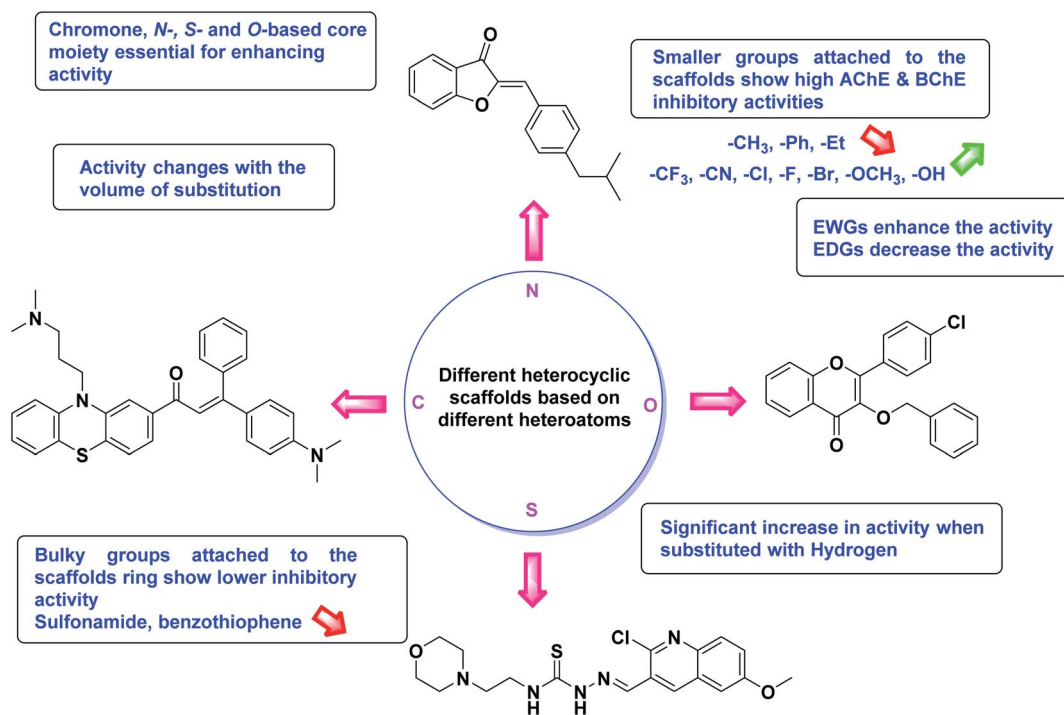 Chromone, N-, S- and O-based core
moiety essential for enhancing
activity
O
O
Smaller groups attached to the
scaffolds show high AChE & BChE
inhibitory activities
-CH₃, -Ph, -Et
-CF₃, -CN, -Cl, -F, -Br, -OCH₃, -OH
Activity changes with the
volume of substitution
EWGs enhance the activity
EDGs decrease the activity
N
N
O
N
S
N
Different heterocyclic
scaffolds based on
different heteroatoms
C
O
S
Cl
O
O
O
Significant increase in activity when
substituted with Hydrogen
Bulky groups attached to the
scaffolds ring show lower inhibitory
activity
Sulfonamide, benzothiophene
O
N
N
H
S
N
H
N
Cl
N
O